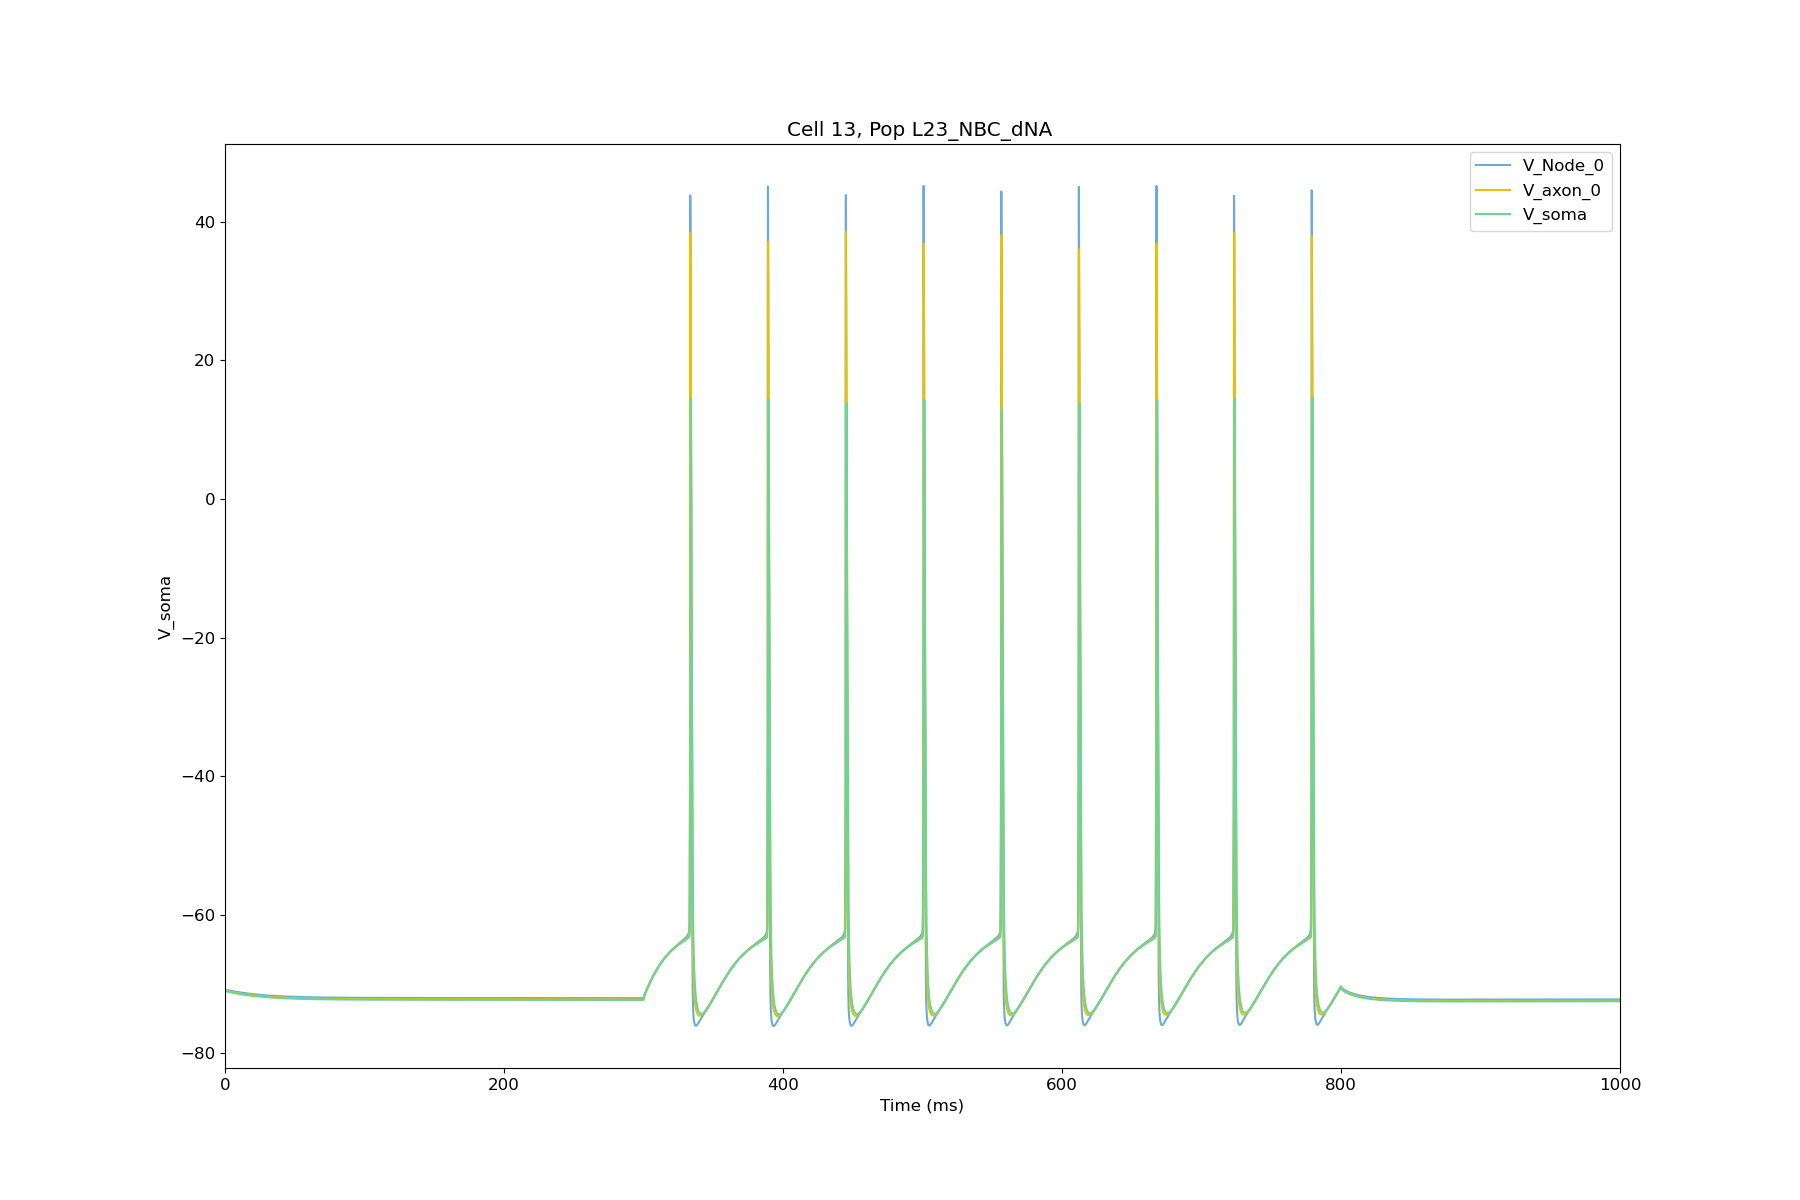 Cell 13, Pop L23_NBC_dNA
V_Node_0
V_axon_0
V_soma
40
20
0
−20
−40
−60
−80
V_soma
0 200 400 600 800 1000
Time (ms)